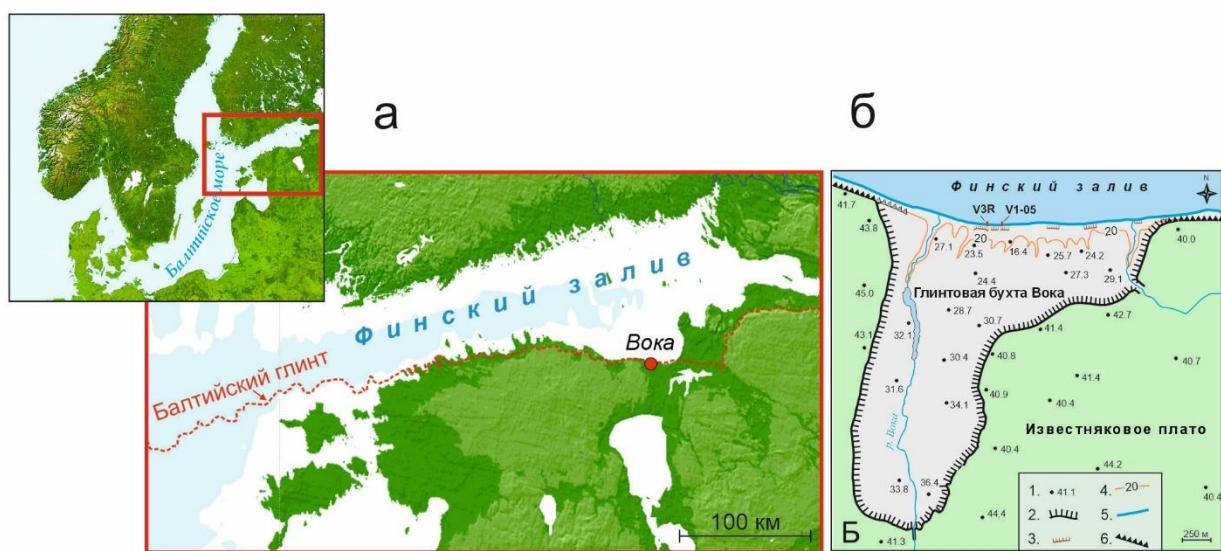 а
б
Балтийское море
Финский залив
Балтийский глинт
Вока
100 км
Финский залив
N
V3R V1-05
41.7
43.8
27.1
20
23.5
16.4
25.7
24.2
20
40.0
24.4
27.3
29.1
45.0
Глинтовая бухта Вока
28.7
30.7
42.7
41.4
32.1
43.1
30.4
40.8
40.7
31.6
41.4
34.1
40.9
40.4
р. Вока
Известняковое плато
40.4
44.2
33.8
36.4
40.4
44.4
41.3
Б
1. 41.1 4. 20
2. 5.
3. 6.
250 м